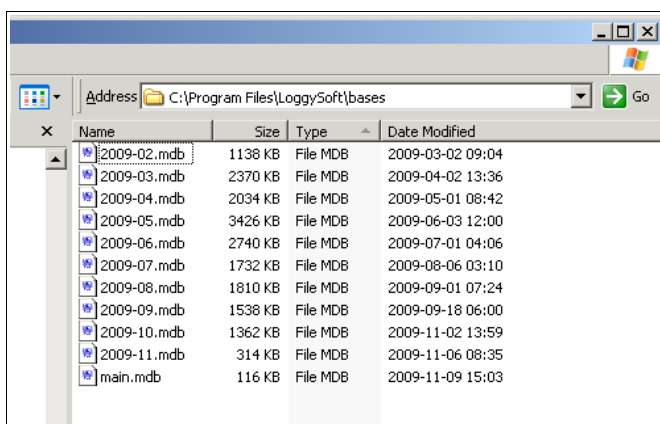 Address C:\Program Files\LoggySoft\bases Go
Name Size Type Date Modified
2009-02.mdb 1138 KB File MDB 2009-03-02 09:04
2009-03.mdb 2370 KB File MDB 2009-04-02 13:36
2009-04.mdb 2034 KB File MDB 2009-05-01 08:42
2009-05.mdb 3426 KB File MDB 2009-06-03 12:00
2009-06.mdb 2740 KB File MDB 2009-07-01 04:06
2009-07.mdb 1732 KB File MDB 2009-08-06 03:10
2009-08.mdb 1810 KB File MDB 2009-09-01 07:24
2009-09.mdb 1538 KB File MDB 2009-09-18 06:00
2009-10.mdb 1362 KB File MDB 2009-11-02 13:59
2009-11.mdb 314 KB File MDB 2009-11-06 08:35
main.mdb 116 KB File MDB 2009-11-09 15:03